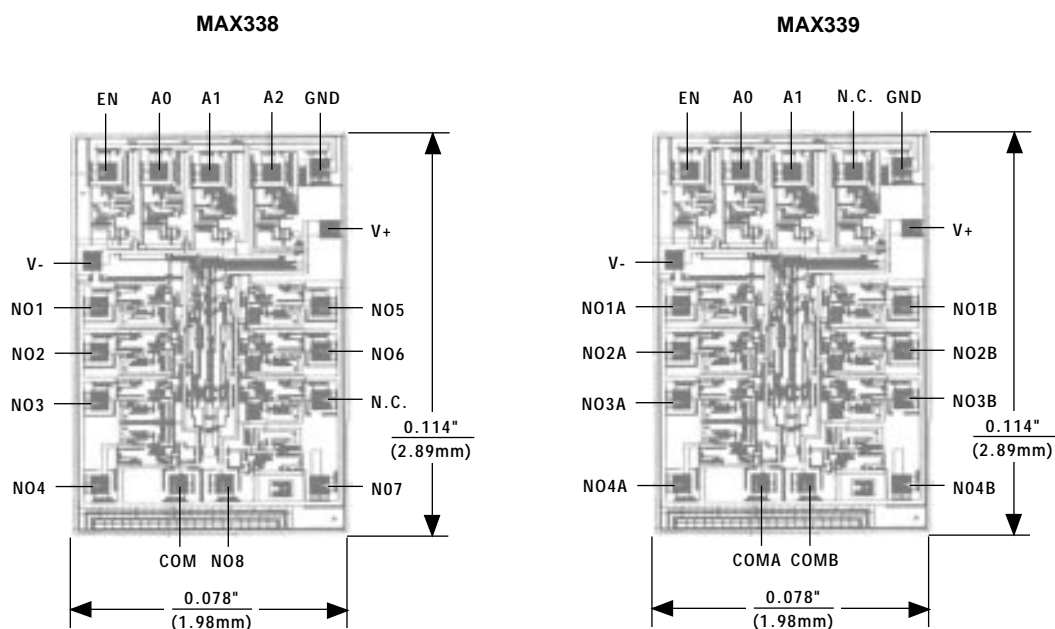 MAX338
EN A0 A1 A2 GND
V+
V-
NO1
NO5
NO2
NO6
NO3
N.C.
0.114"
(2.89mm)
NO4
NO7
COM NO8
0.078"
(1.98mm)
MAX339
EN A0 A1 N.C. GND
V+
V-
NO1A
NO1B
NO2A
NO2B
NO3A
NO3B
0.114"
(2.89mm)
NO4A
NO4B
COMA COMB
0.078"
(1.98mm)